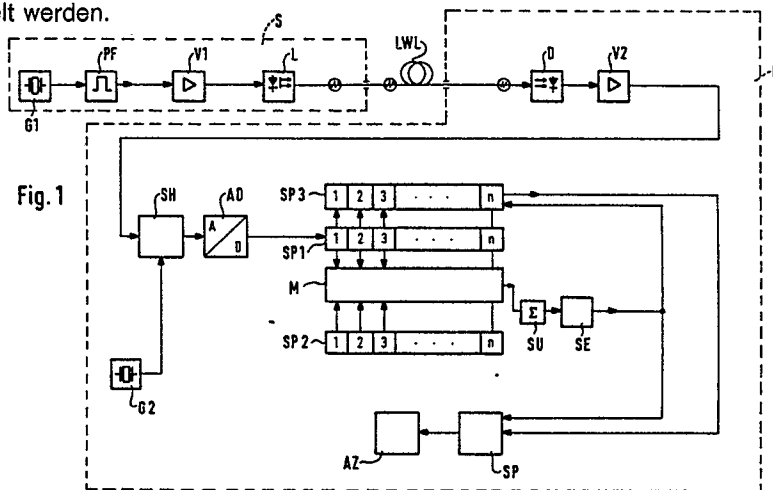 elt werden.
S
PF
V1
L
LWL
D
V2
G1
Fig. 1
SH
AD
A
D
SP3
1 2 3 . . . n
SP1
1 2 3 . . . n
M
SP2
1 2 3 . . . n
Σ
SU
SE
G2
AZ
SP